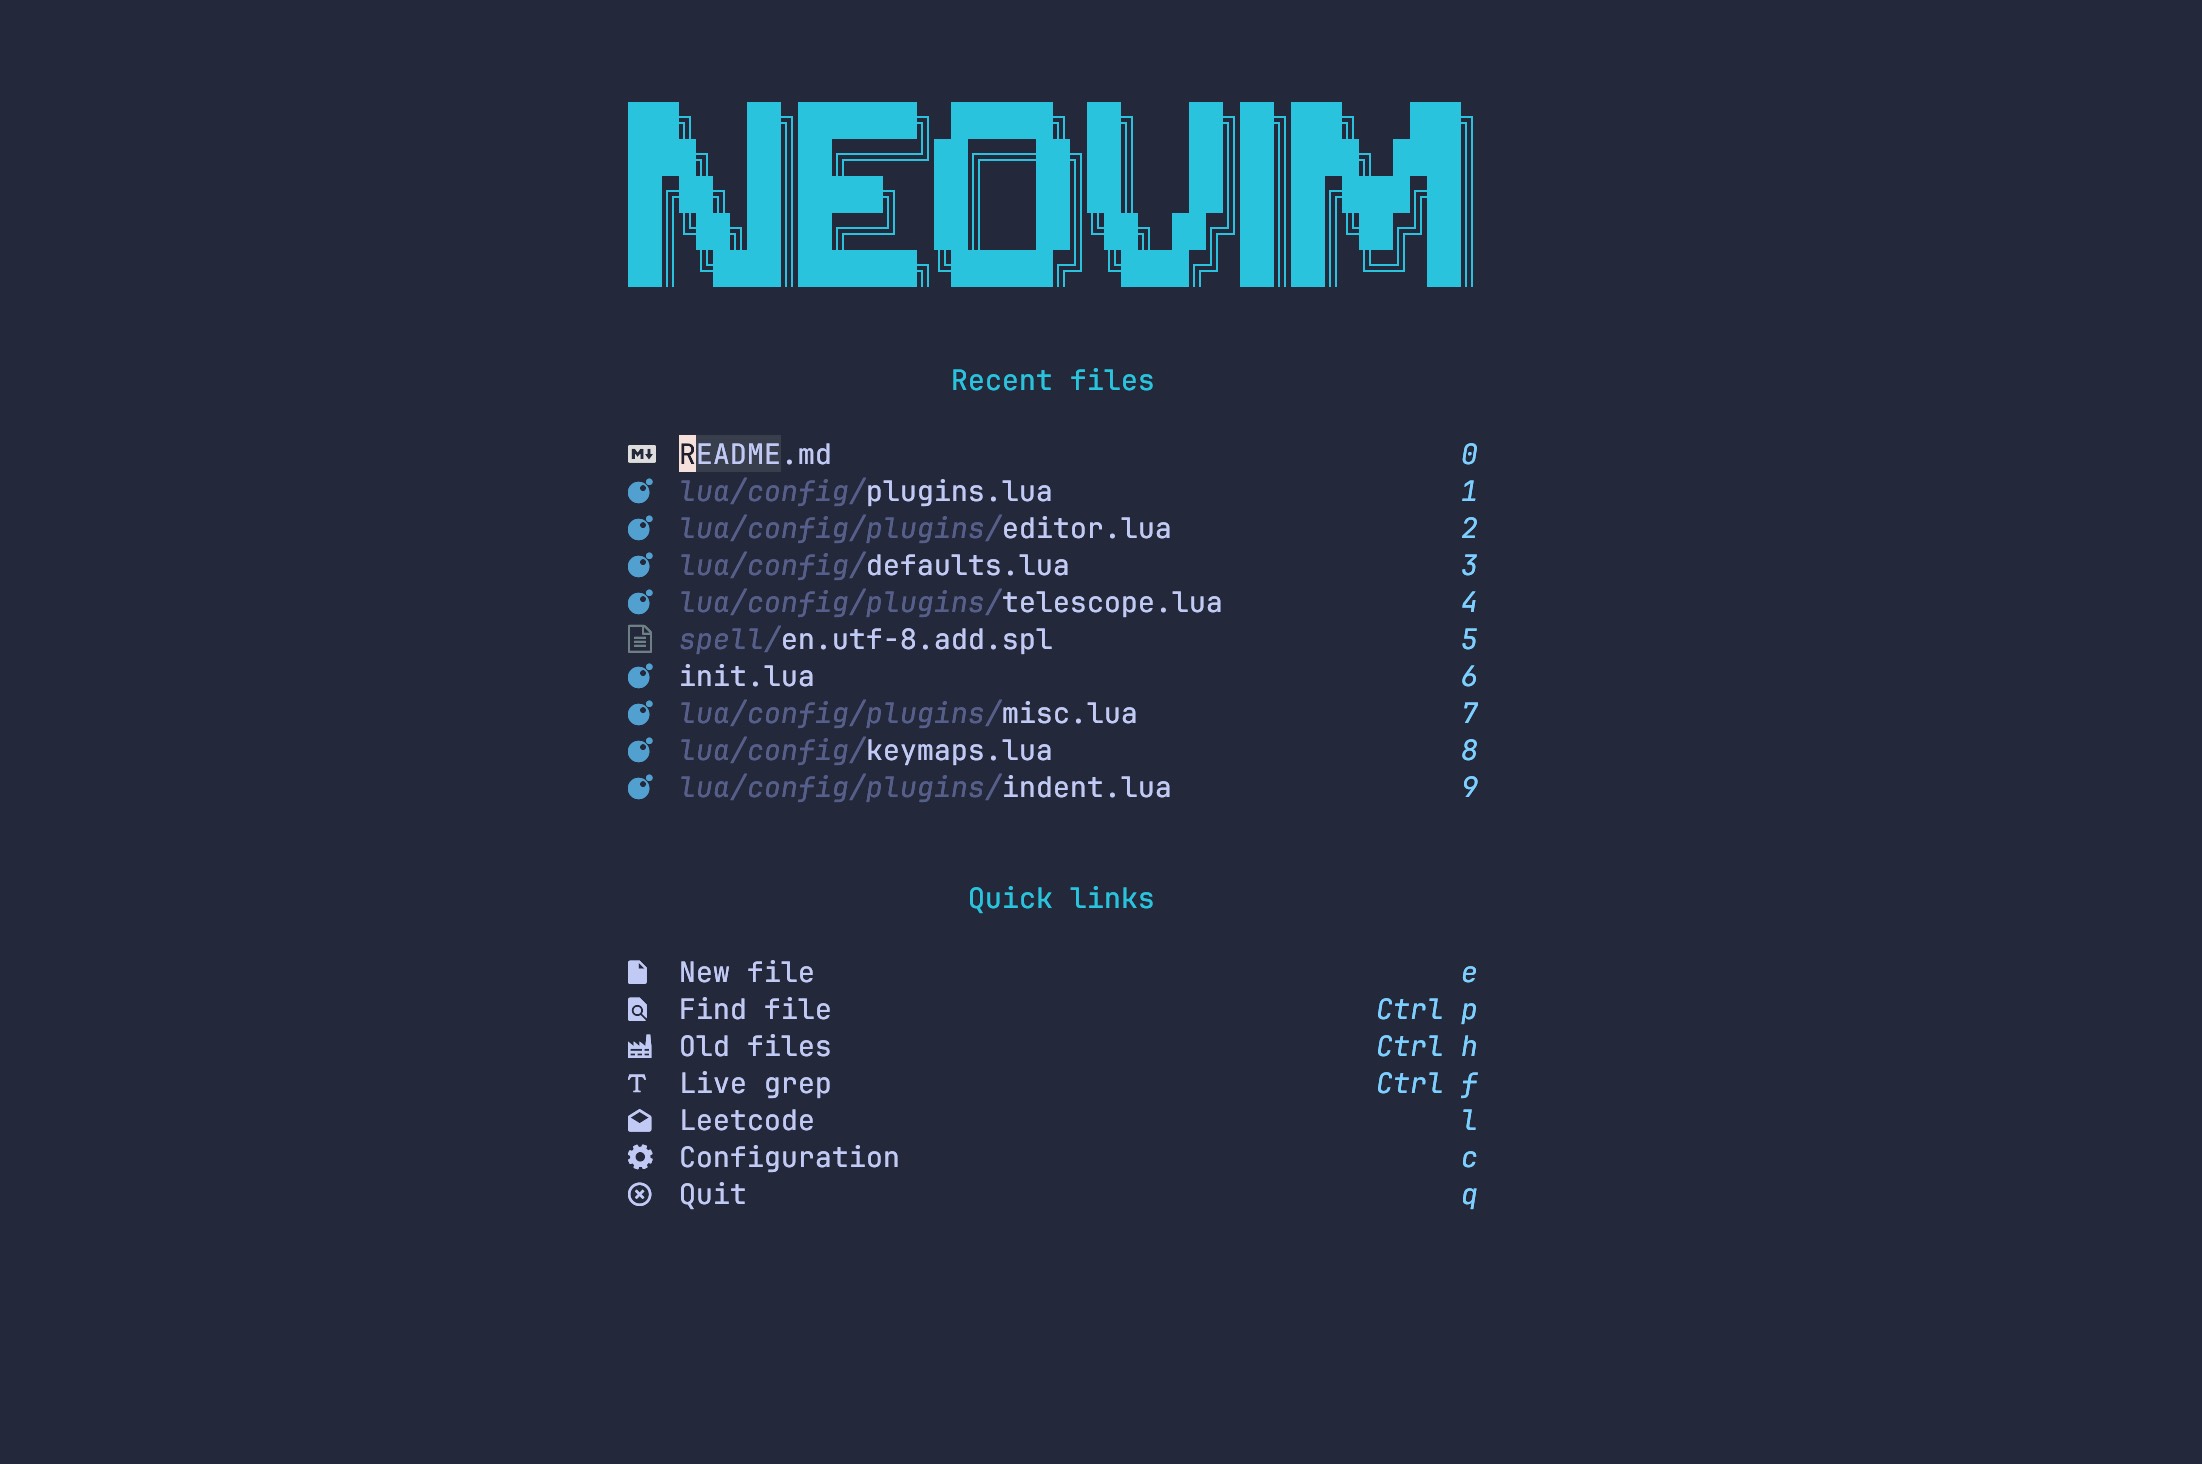 NEOVIM
Recent files
README.md 0
lua/config/plugins.lua 1
lua/config/plugins/editor.lua 2
lua/config/defaults.lua 3
lua/config/plugins/telescope.lua 4
spell/en.utf-8.add.spl 5
init.lua 6
lua/config/plugins/misc.lua 7
lua/config/keymaps.lua 8
lua/config/plugins/indent.lua 9
Quick links
New file e
Find file Ctrl p
Old files Ctrl h
Live grep Ctrl f
Leetcode l
Configuration c
Quit q